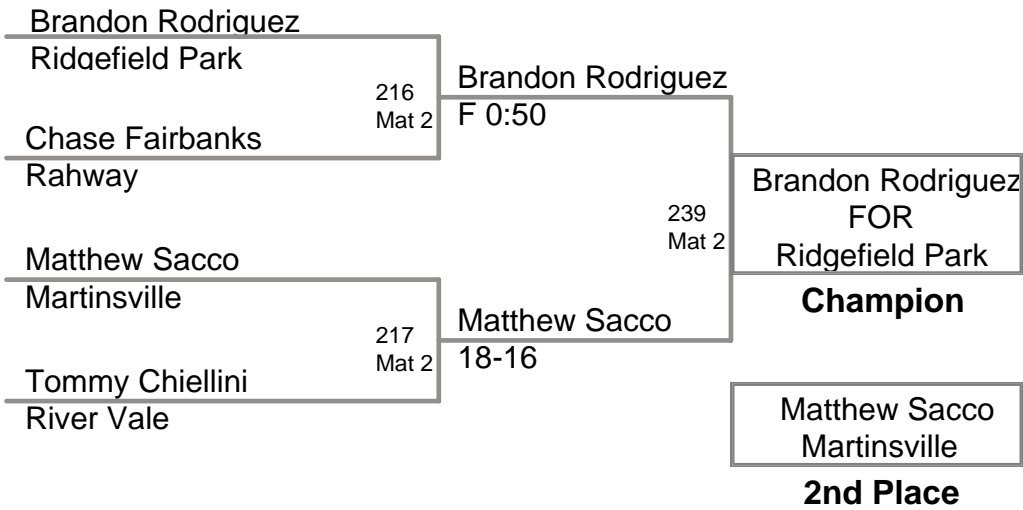 Brandon Rodriguez
Ridgefield Park
216
Mat 2
Chase Fairbanks
Rahway
Brandon Rodriguez
F 0:50
Matthew Sacco
Martinsville
217
Mat 2
Tommy Chiellini
River Vale
Matthew Sacco
18-16
239
Mat 2
Brandon Rodriguez
FOR
Ridgefield Park
Champion
Matthew Sacco
Martinsville
2nd Place